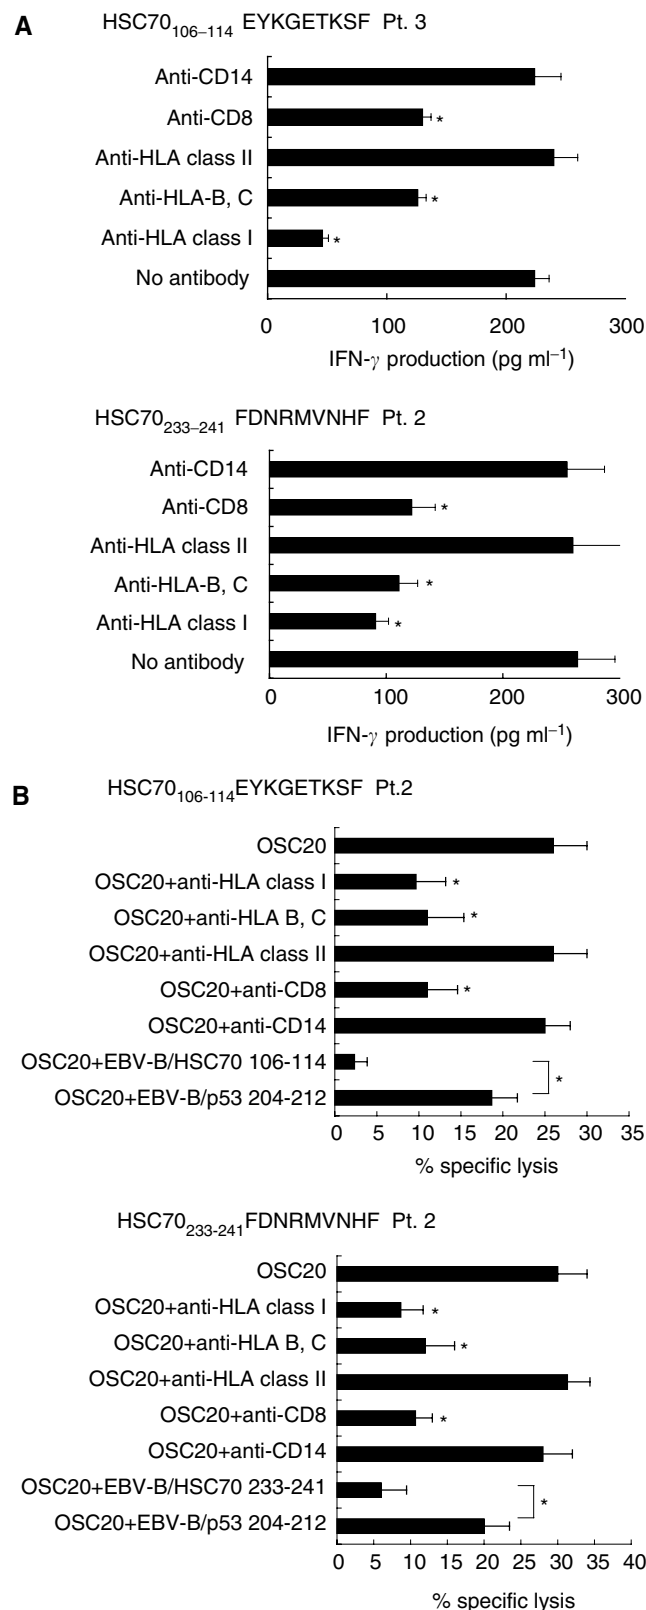 A
HSC70106–114 EYKGETKSF Pt. 3
Anti-CD14
Anti-CD8
*
Anti-HLA class II
Anti-HLA-B, C
*
Anti-HLA class I
*
No antibody
0 100 200 300
IFN-γ production (pg ml–1)
HSC70233–241 FDNRMVNHF Pt. 2
Anti-CD14
Anti-CD8
*
Anti-HLA class II
Anti-HLA-B, C
*
Anti-HLA class I
*
No antibody
0 100 200 300
IFN-γ production (pg ml–1)
B
HSC70106-114EYKGETKSF Pt.2
OSC20
OSC20+anti-HLA class I
*
OSC20+anti-HLA B, C
*
OSC20+anti-HLA class II
OSC20+anti-CD8
*
OSC20+anti-CD14
OSC20+EBV-B/HSC70 106-114
*
OSC20+EBV-B/p53 204-212
0 5 10 15 20 25 30 35
% specific lysis
HSC70233-241FDNRMVNHF Pt. 2
OSC20
OSC20+anti-HLA class I
*
OSC20+anti-HLA B, C
*
OSC20+anti-HLA class II
OSC20+anti-CD8
*
OSC20+anti-CD14
OSC20+EBV-B/HSC70 233-241
*
OSC20+EBV-B/p53 204-212
0 5 10 15 20 25 30 35 40
% specific lysis